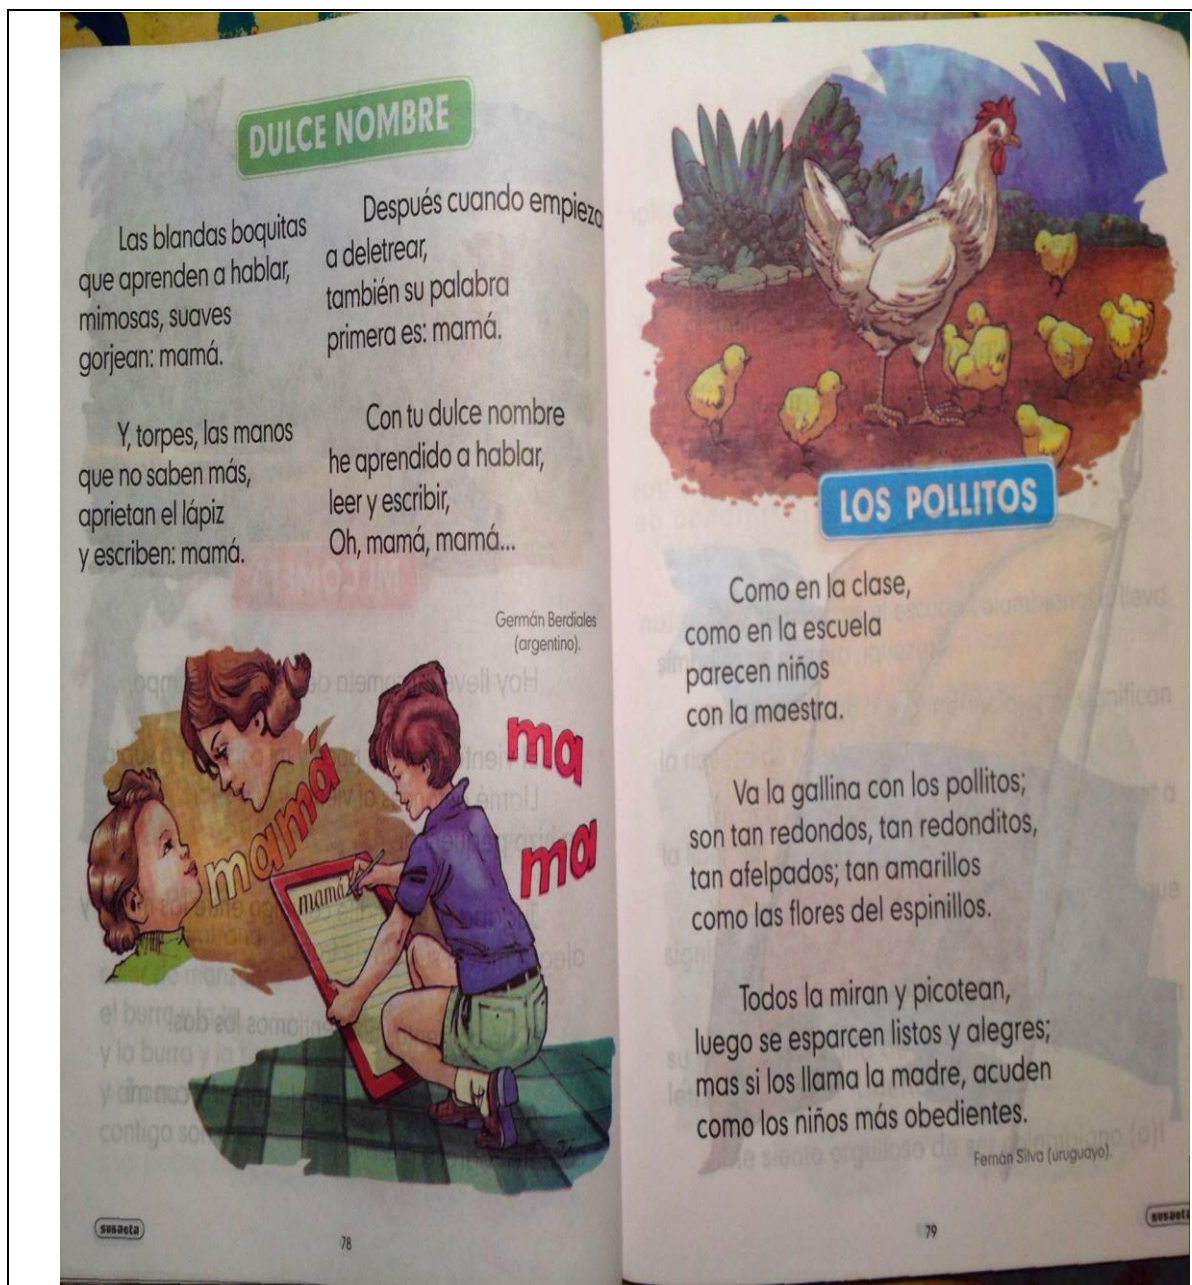 DULCE NOMBRE
Las blandas boquitas
que aprenden a hablar,
mimosas, suaves
gorjean: mamá.
Y, torpes, las manos
que no saben más,
aprietan el lápiz
y escriben: mamá.
Después cuando empieza
a deletrear,
también su palabra
primera es: mamá.
Con tu dulce nombre
he aprendido a hablar,
leer y escribir,
Oh, mamá, mamá...
Germán Berdiales
(argentino).
mamá
mamá
ma
ma
susaeta
78
LOS POLLITOS
Como en la clase,
como en la escuela
parecen niños
con la maestra.
Va la gallina con los pollitos;
son tan redondos, tan redonditos,
tan afelpados; tan amarillos
como las flores del espinillos.
Todos la miran y picotean,
luego se esparcen listos y alegres;
mas si los llama la madre, acuden
como los niños más obedientes.
Fernan Silva (uruguayo).
79
susaeta